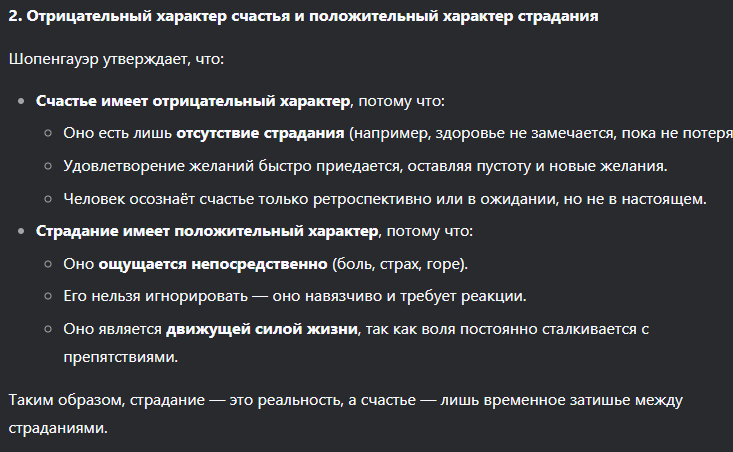 2. Отрицательный характер счастья и положительный характер страдания
Шопенгауэр утверждает, что:
Счастье имеет отрицательный характер, потому что:
Оно есть лишь отсутствие страдания (например, здоровье не замечается, пока не потеря
Удовлетворение желаний быстро приедается, оставляя пустоту и новые желания.
Человек осознаёт счастье только ретроспективно или в ожидании, но не в настоящем.
Страдание имеет положительный характер, потому что:
Оно ощущается непосредственно (боль, страх, горе).
Его нельзя игнорировать — оно навязчиво и требует реакции.
Оно является движущей силой жизни, так как воля постоянно сталкивается с
препятствиями.
Таким образом, страдание — это реальность, а счастье — лишь временное затишье между
страданиями.